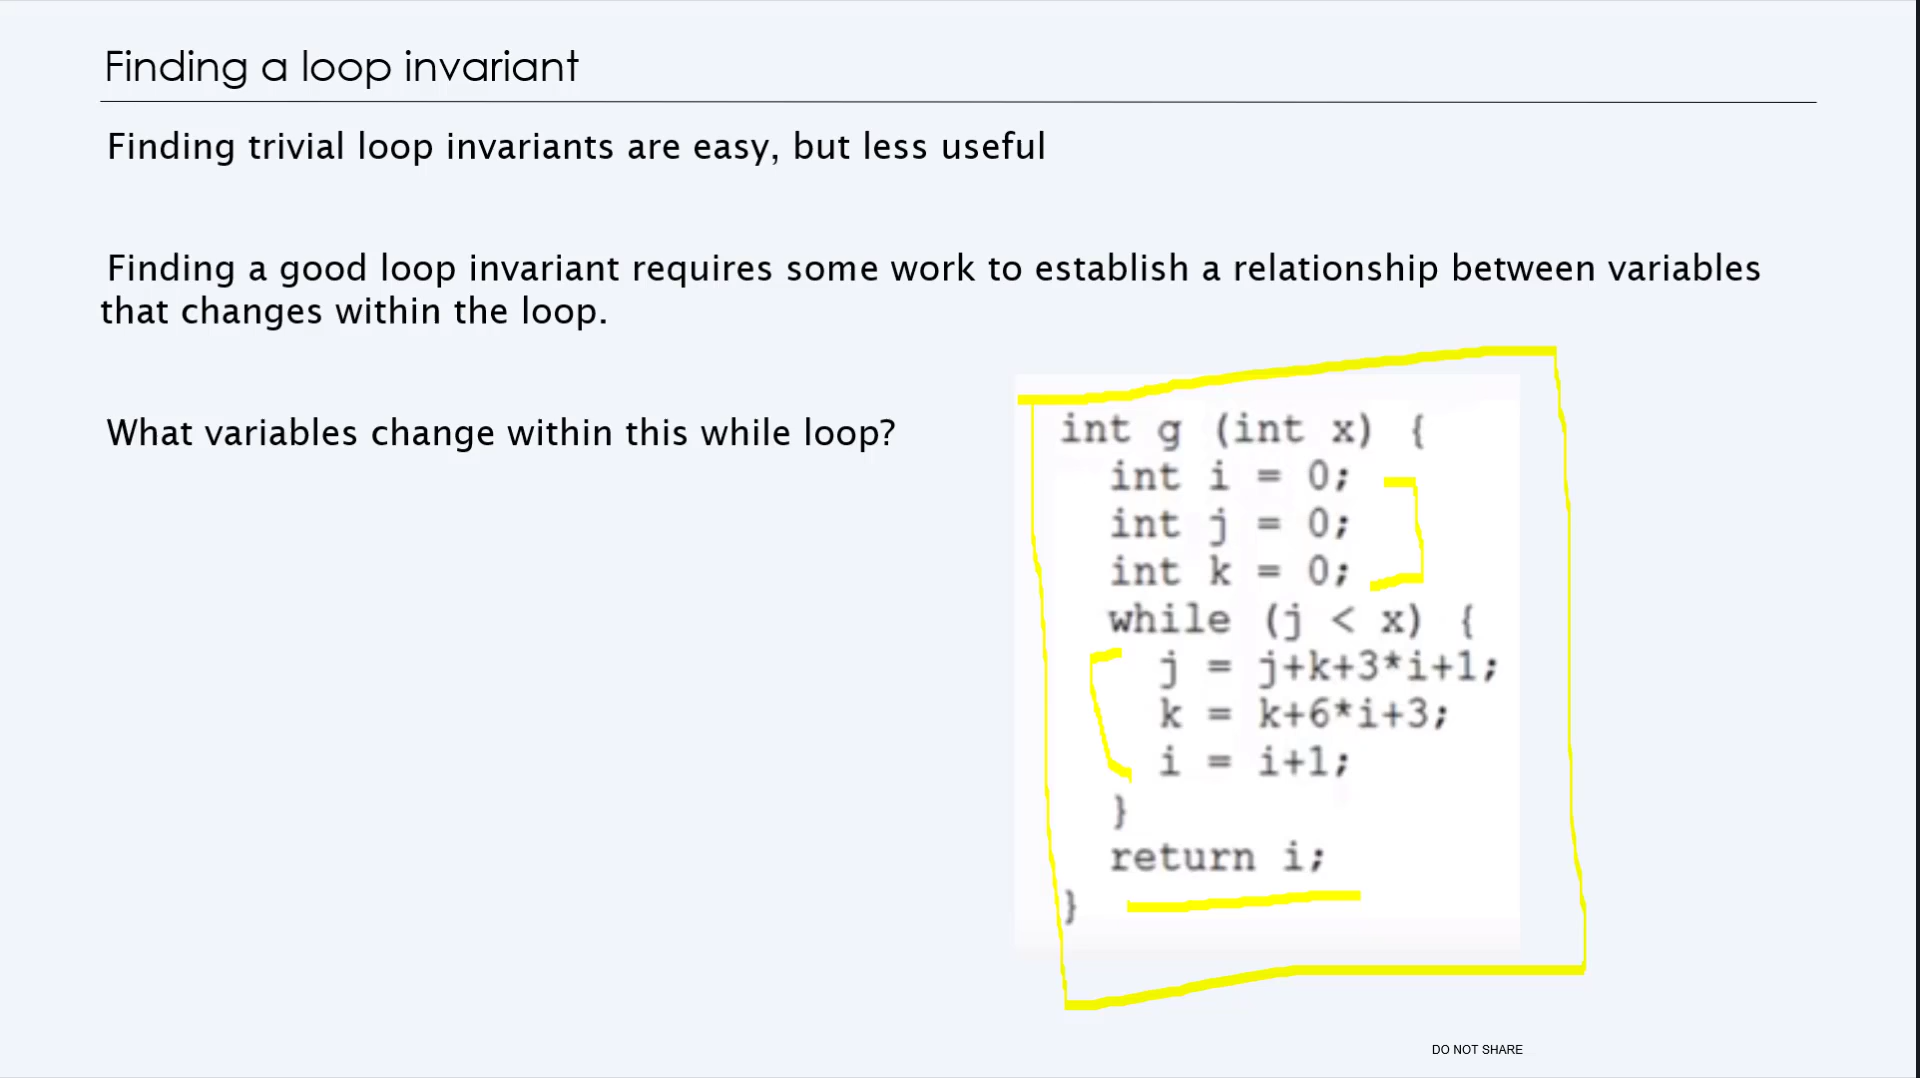 Finding a loop invariant
Finding trivial loop invariants are easy, but less useful
Finding a good loop invariant requires some work to establish a relationship between variables
that changes within the loop.
What variables change within this while loop?
int g (int x) {
int i = 0;
int j = 0;
int k = 0;
while (j < x) {
j = j+k+3*i+1;
k = k+6*i+3;
i = i+1;
}
return i;
}
DO NOT SHARE